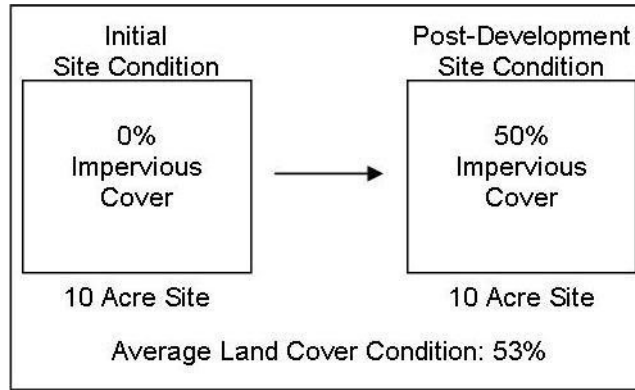 Initial
Site Condition
0%
Impervious
Cover
10 Acre Site
Post-Development
Site Condition
50%
Impervious
Cover
10 Acre Site
Average Land Cover Condition: 53%